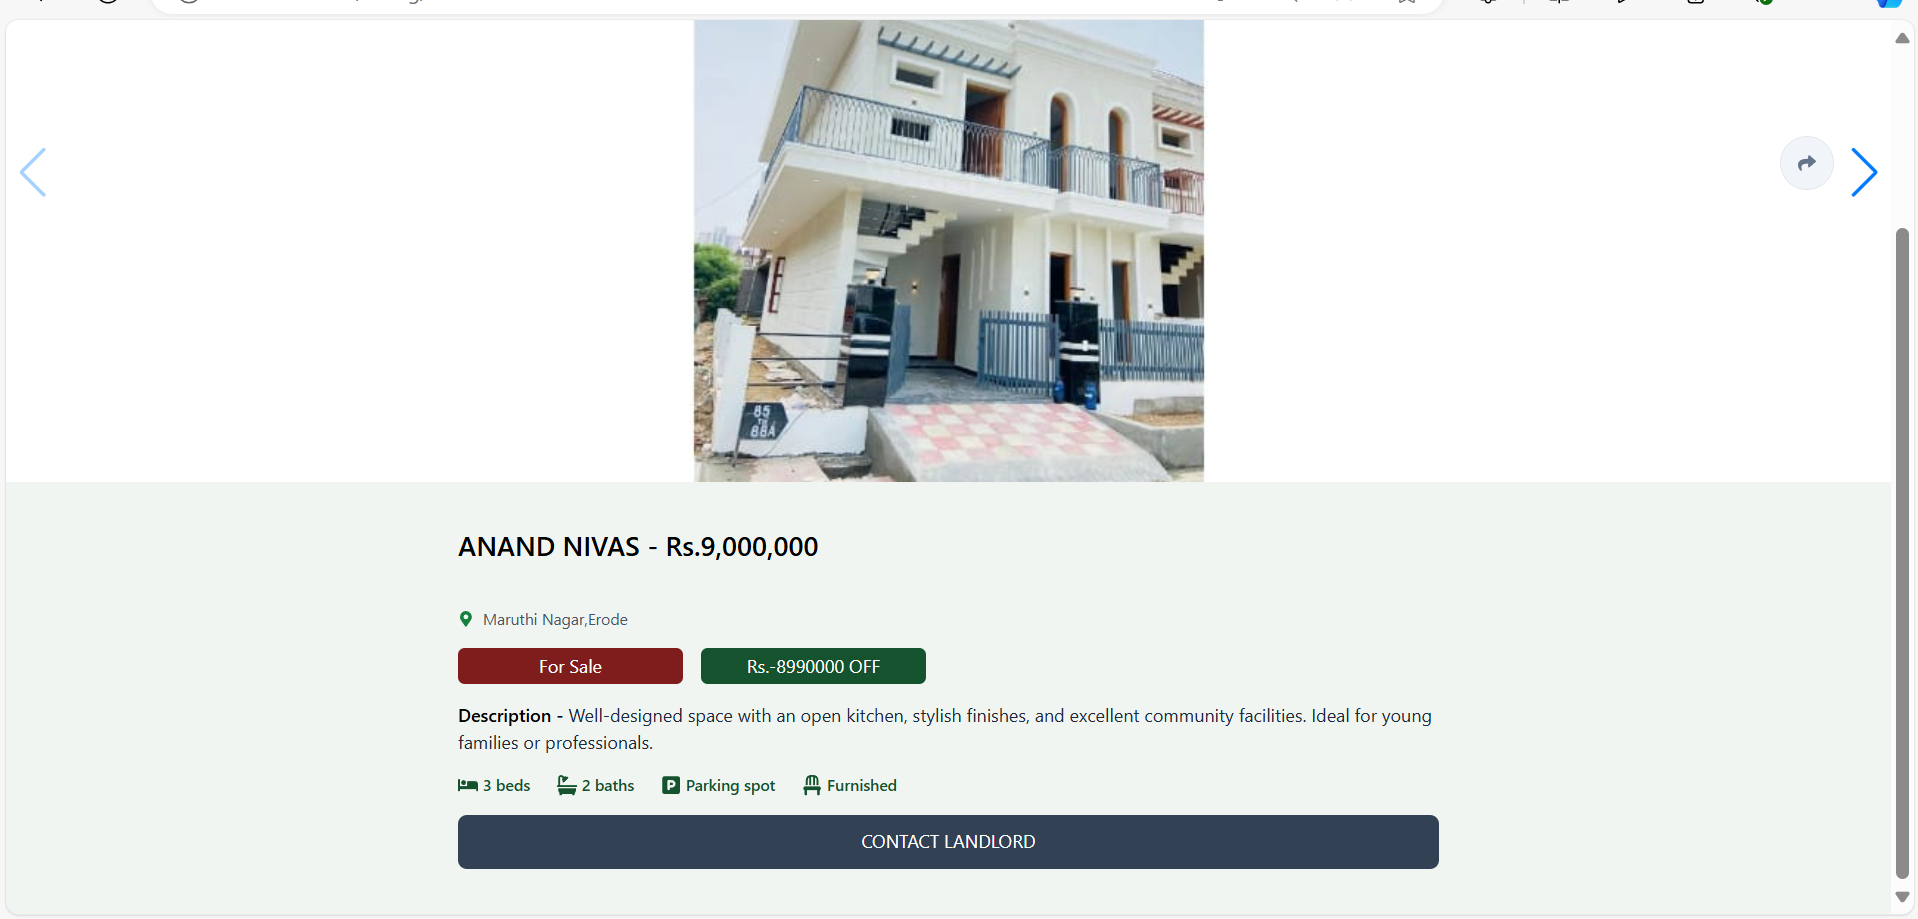 85
TO
88A
ANAND NIVAS - Rs.9,000,000
Maruthi Nagar,Erode
For Sale
Rs.-8990000 OFF
Description - Well-designed space with an open kitchen, stylish finishes, and excellent community facilities. Ideal for young
families or professionals.
3 beds
2 baths
P
Parking spot
Furnished
CONTACT LANDLORD